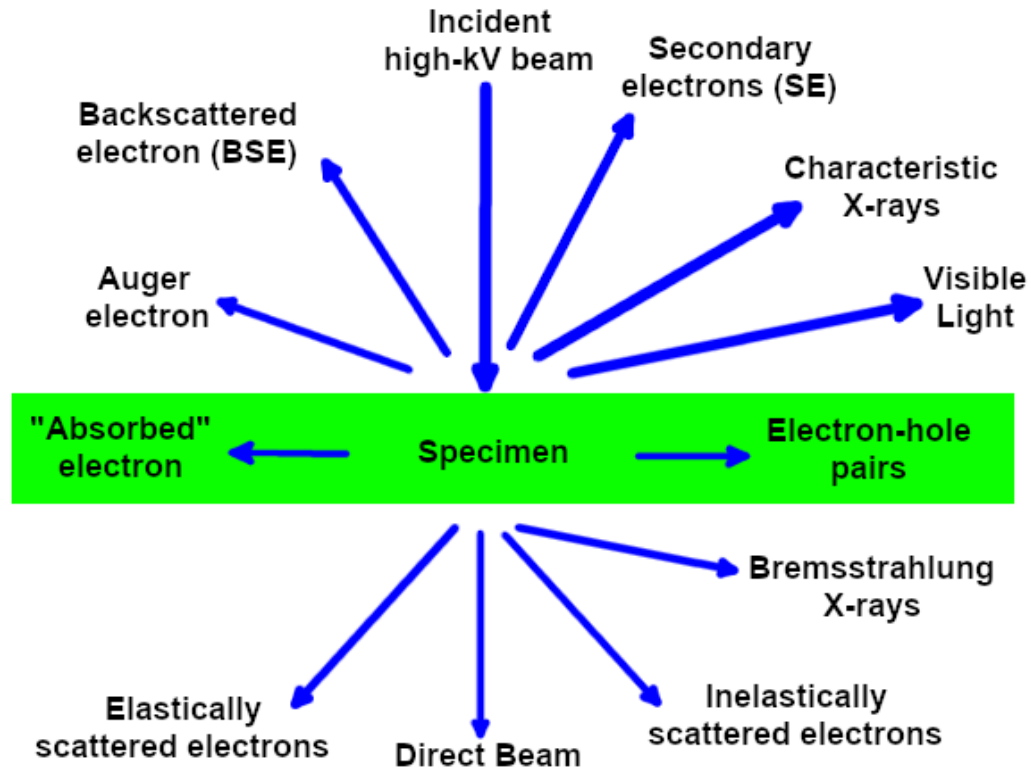 Incident
high-kV beam
Secondary
electrons (SE)
Backscattered
electron (BSE)
Characteristic
X-rays
Auger
electron
Visible
Light
"Absorbed"
electron
Specimen
Electron-hole
pairs
Bremsstrahlung
X-rays
Elastically
scattered electrons
Direct Beam
Inelastically
scattered electrons